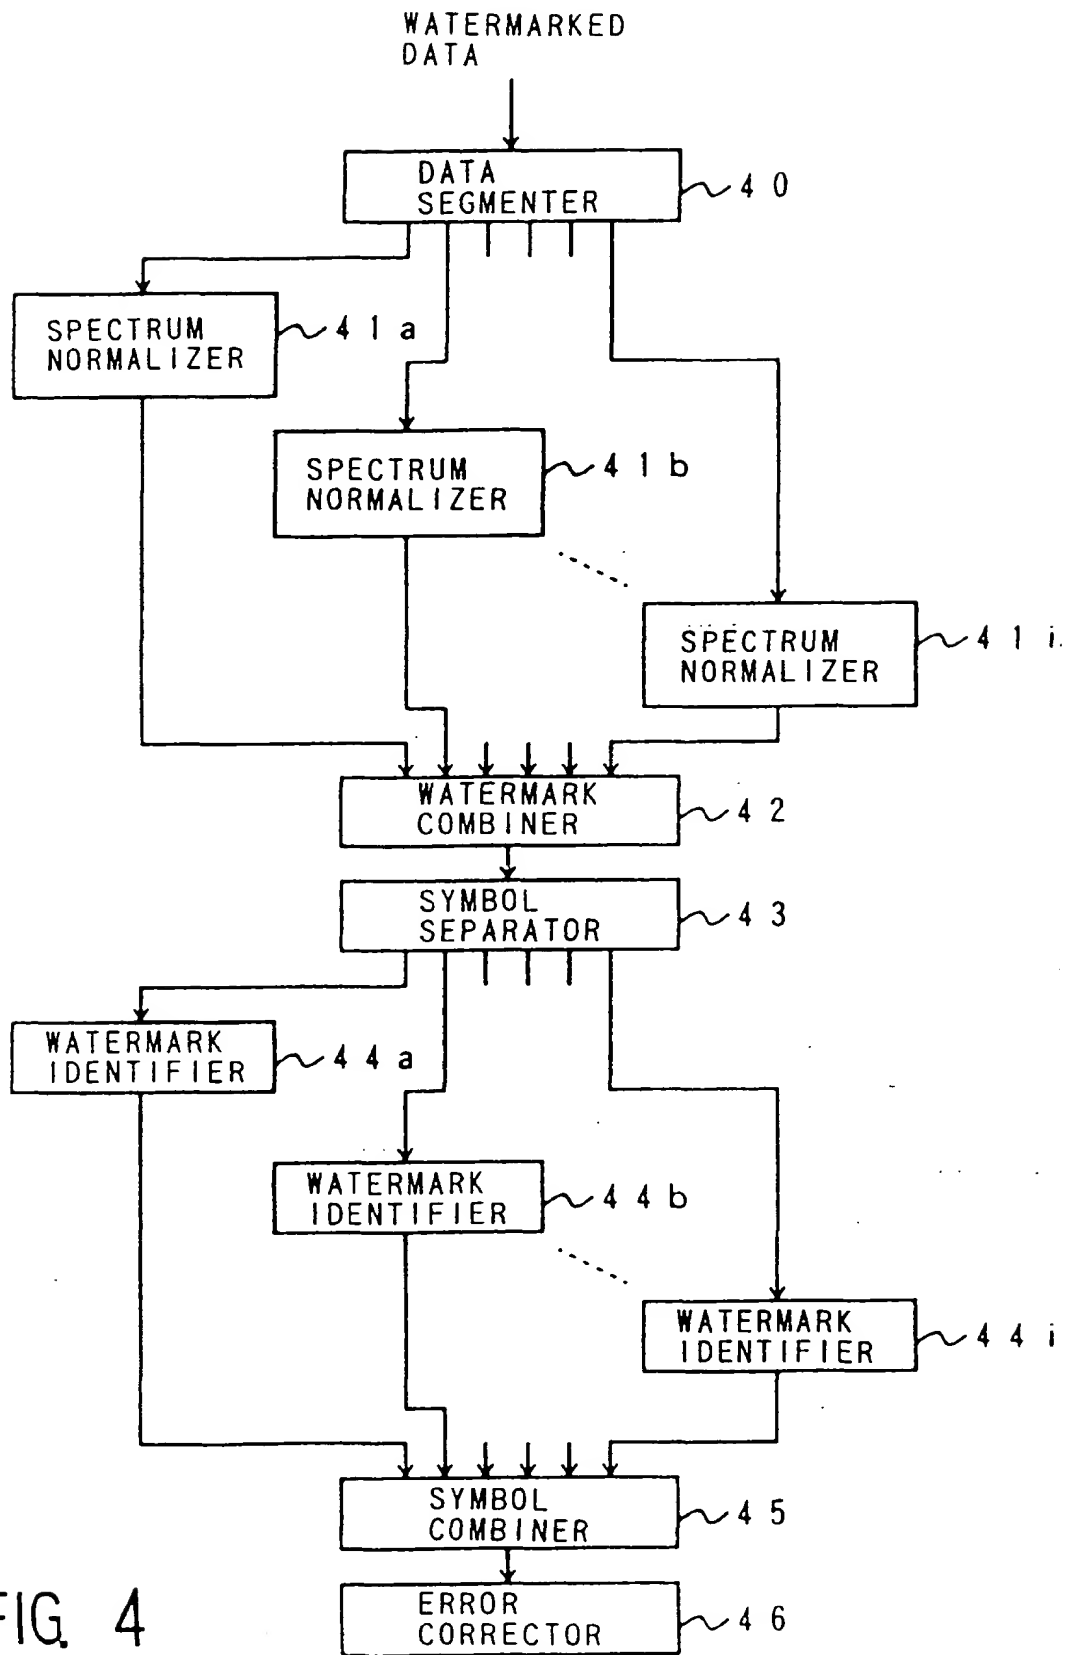 WATERMARKED
DATA
DATA
SEGMENTER
40
SPECTRUM
NORMALIZER
41a
SPECTRUM
NORMALIZER
41b
SPECTRUM
NORMALIZER
41i
WATERMARK
COMBINER
42
SYMBOL
SEPARATOR
43
WATERMARK
IDENTIFIER
44a
WATERMARK
IDENTIFIER
44b
WATERMARK
IDENTIFIER
44i
SYMBOL
COMBINER
45
ERROR
CORRECTOR
46
FIG. 4